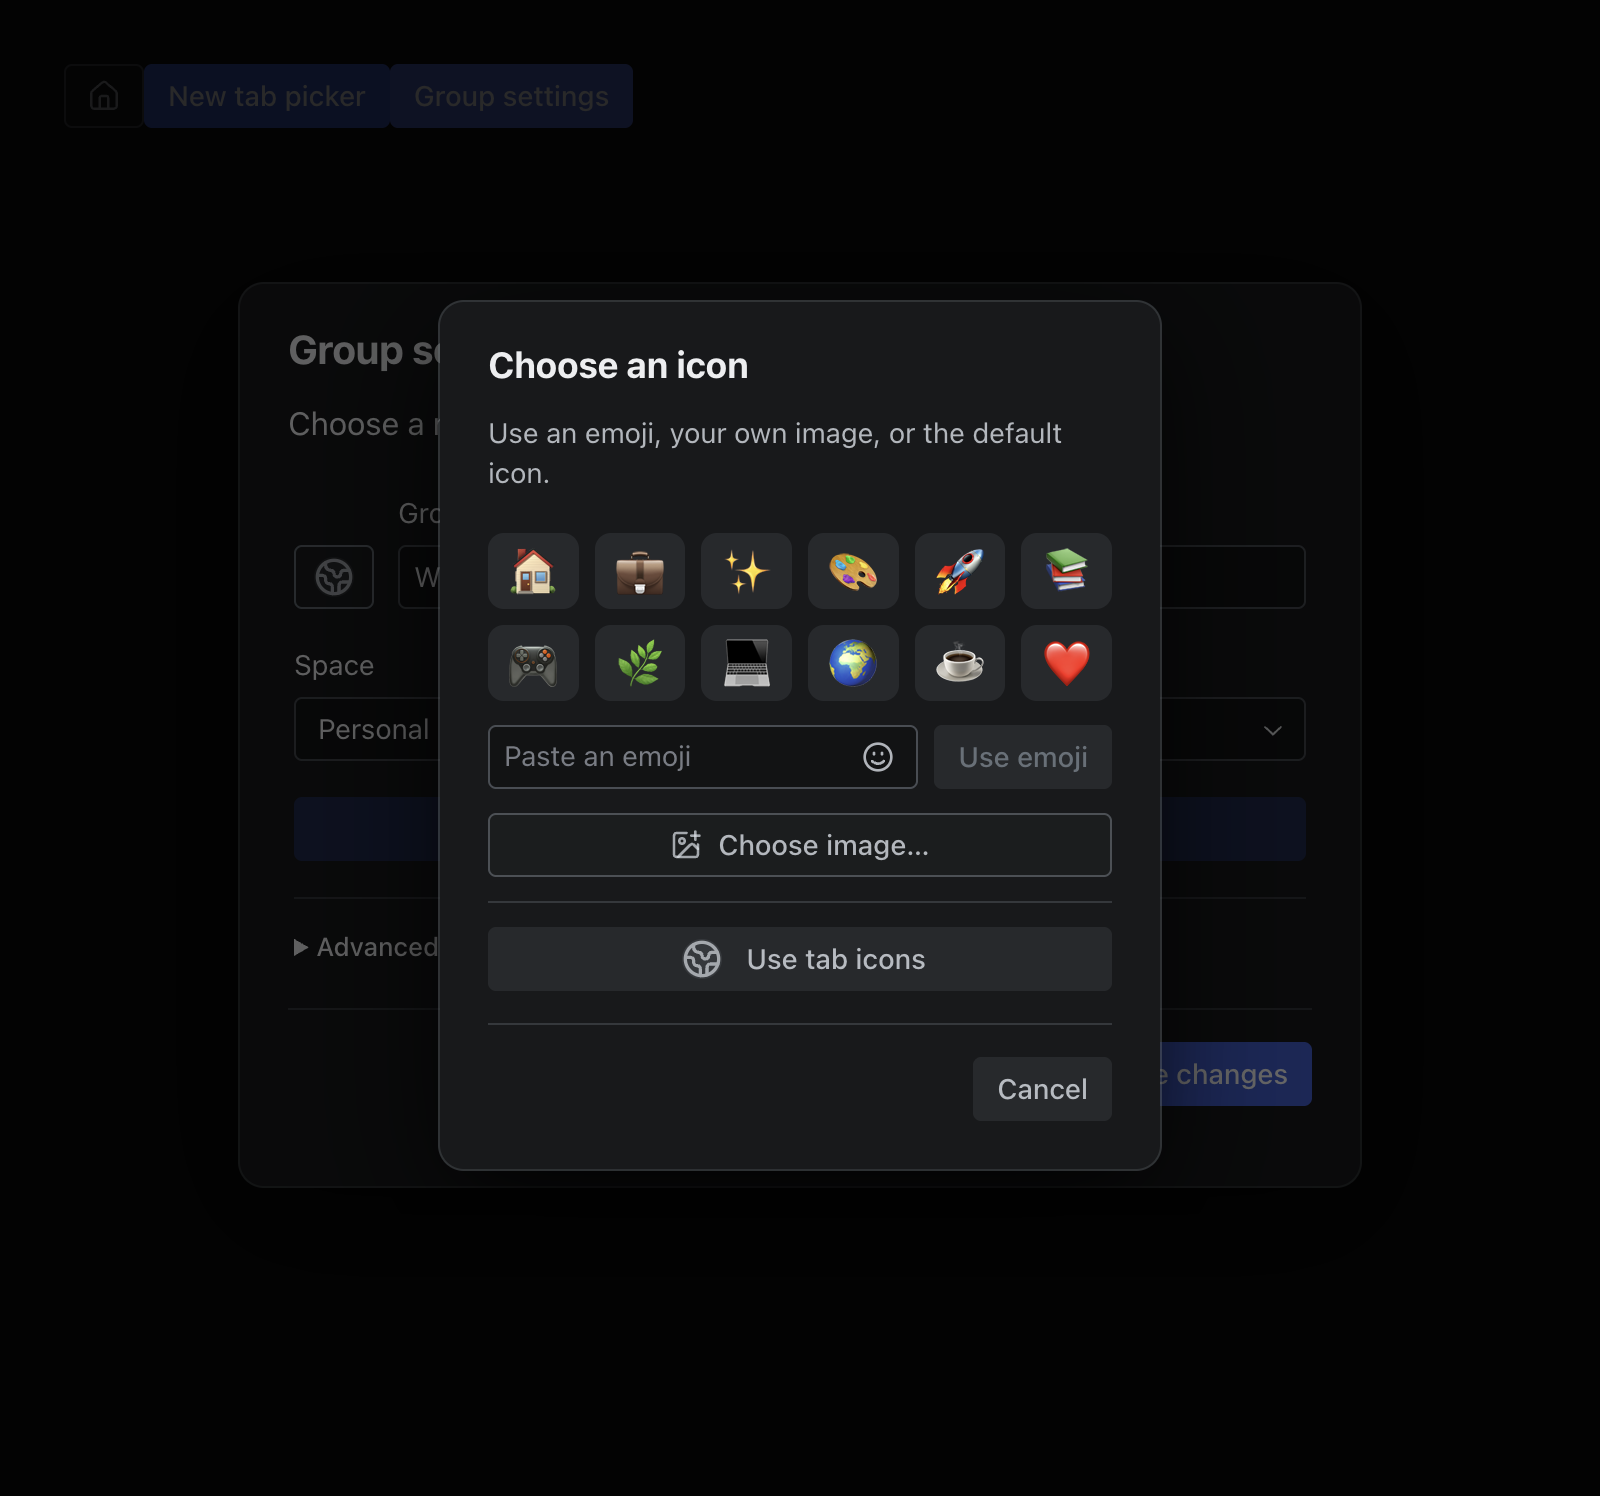 New tab picker
Group settings
Group
Choose a
Space
Personal
Advanced
changes
Choose an icon
Use an emoji, your own image, or the default
icon.
Paste an emoji
Use emoji
Choose image...
Use tab icons
Cancel